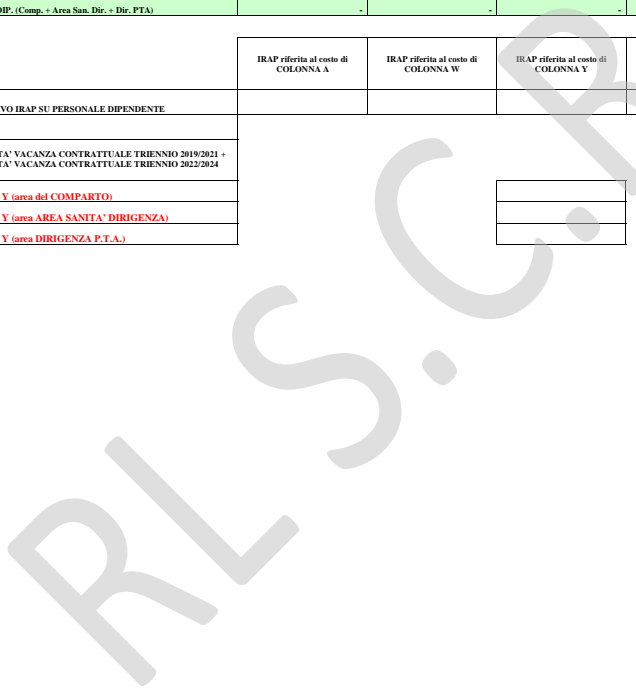 DIP. (Comp. + Area San. Dir. + Dir. PTA) - - -
IRAP riferita al costo di COLONNA A
IRAP riferita al costo di COLONNA W
IRAP riferita al costo di COLONNA Y
VO IRAP SU PERSONALE DIPENDENTE
TA’ VACANZA CONTRATTUALE TRIENNIO 2019/2021 +
TA’ VACANZA CONTRATTUALE TRIENNIO 2022/2024
Y (area del COMPARTO)
Y (area AREA SANITA’ DIRIGENZA)
Y (area DIRIGENZA P.T.A.)
RL S.C.R